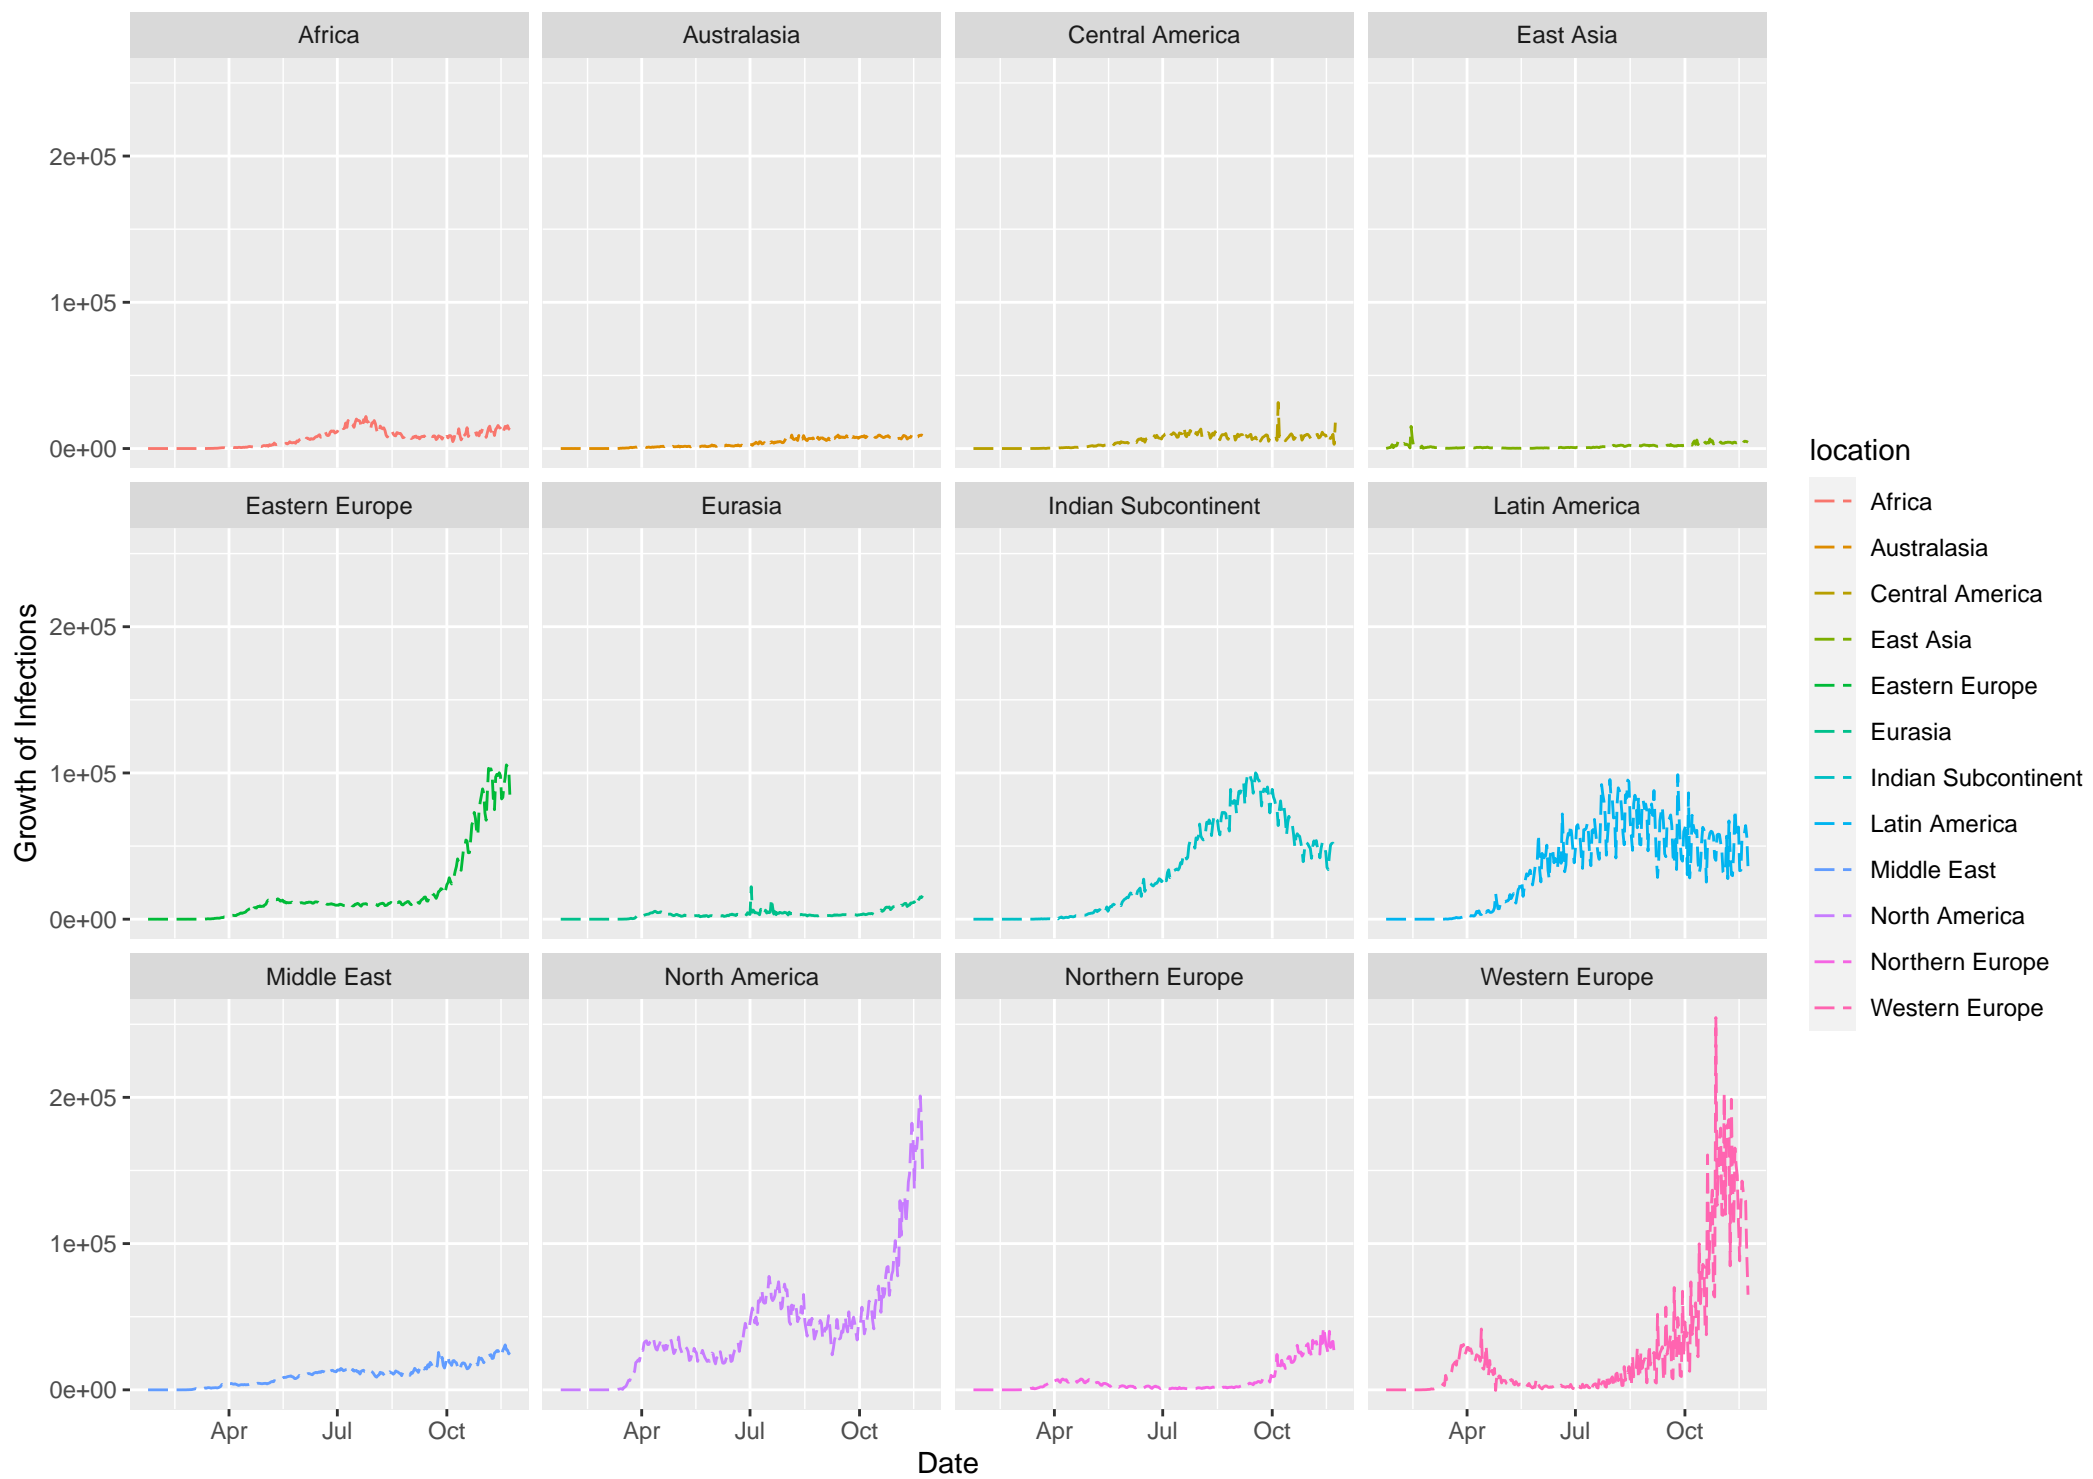 Africa
Australasia
Central America
East Asia
2e+05
1e+05
0e+00
Eastern Europe
Eurasia
Indian Subcontinent
Latin America
2e+05
1e+05
0e+00
Middle East
North America
Northern Europe
Western Europe
2e+05
1e+05
0e+00
Apr Jul Oct
Apr Jul Oct
Apr Jul Oct
Apr Jul Oct
Date
Growth of Infections
location
Africa
Australasia
Central America
East Asia
Eastern Europe
Eurasia
Indian Subcontinent
Latin America
Middle East
North America
Northern Europe
Western Europe